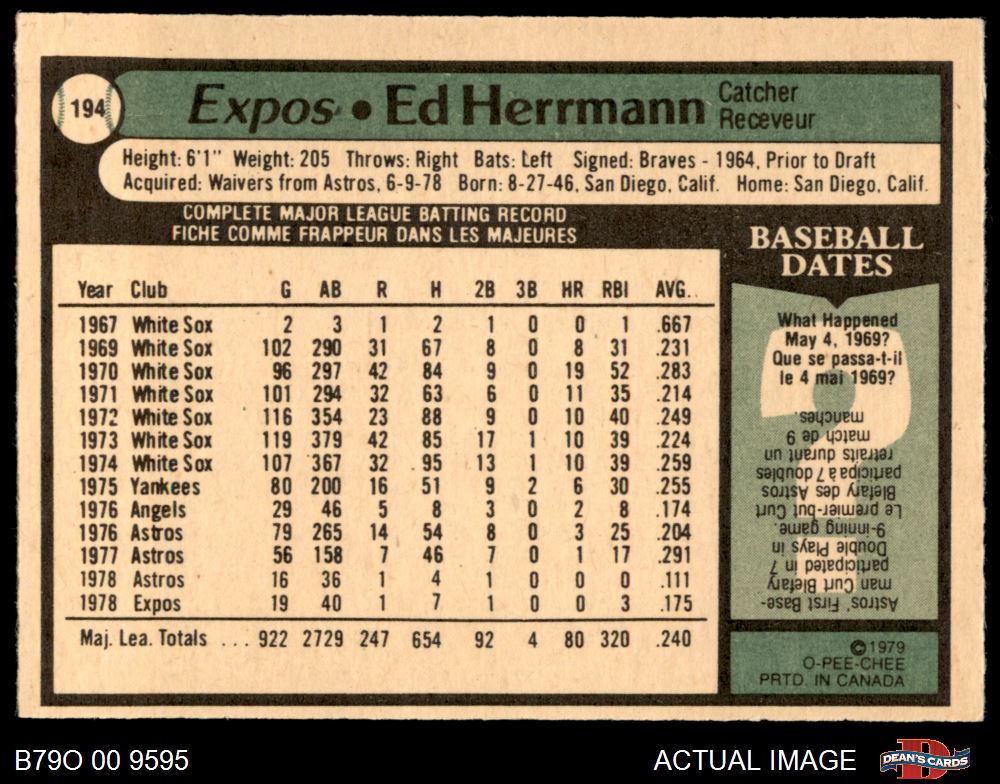 194
Expos • Ed Herrmann Catcher
Receveur
Height: 6'1" Weight: 205 Throws: Right Bats: Left Signed: Braves - 1964, Prior to Draft
Acquired: Waivers from Astros, 6-9-78 Born: 8-27-46, San Diego, Calif. Home: San Diego, Calif.
COMPLETE MAJOR LEAGUE BATTING RECORD
FICHE COMME FRAPPEUR DANS LES MAJEURES
Year Club G AB R H 2B 3B HR RBI AVG.
1967 White Sox 2 3 1 2 1 0 0 1 .667
1969 White Sox 102 290 31 67 8 0 8 31 .231
1970 White Sox 96 297 42 84 9 0 19 52 .283
1971 White Sox 101 294 32 63 6 0 11 35 .214
1972 White Sox 116 354 23 88 9 0 10 40 .249
1973 White Sox 119 379 42 85 17 1 10 39 .224
1974 White Sox 107 367 32 95 13 1 10 39 .259
1975 Yankees 80 200 16 51 9 2 6 30 .255
1976 Angels 29 46 5 8 3 0 2 8 .174
1976 Astros 79 265 14 54 8 0 3 25 .204
1977 Astros 56 158 7 46 7 0 1 17 .291
1978 Astros 16 36 1 4 1 0 0 0 .111
1978 Expos 19 40 1 7 1 0 0 3 .175
Maj. Lea. Totals ... 922 2729 247 654 92 4 80 320 .240
BASEBALL
DATES
What Happened
May 4, 1969?
Que se passa-t-il
le 4 mai 1969?
Astros' First Base-
man Curt Blefary
participated in 7
Double Plays in
9-inning game.
Le premier-but Curt
Blefary des Astros
participa à 7 doubles
retraits durant un
match de 9
manches.
©1979
O-PEE-CHEE
PRTD. IN CANADA
B79O 00 9595
ACTUAL IMAGE
D
DEAN'S CARDS